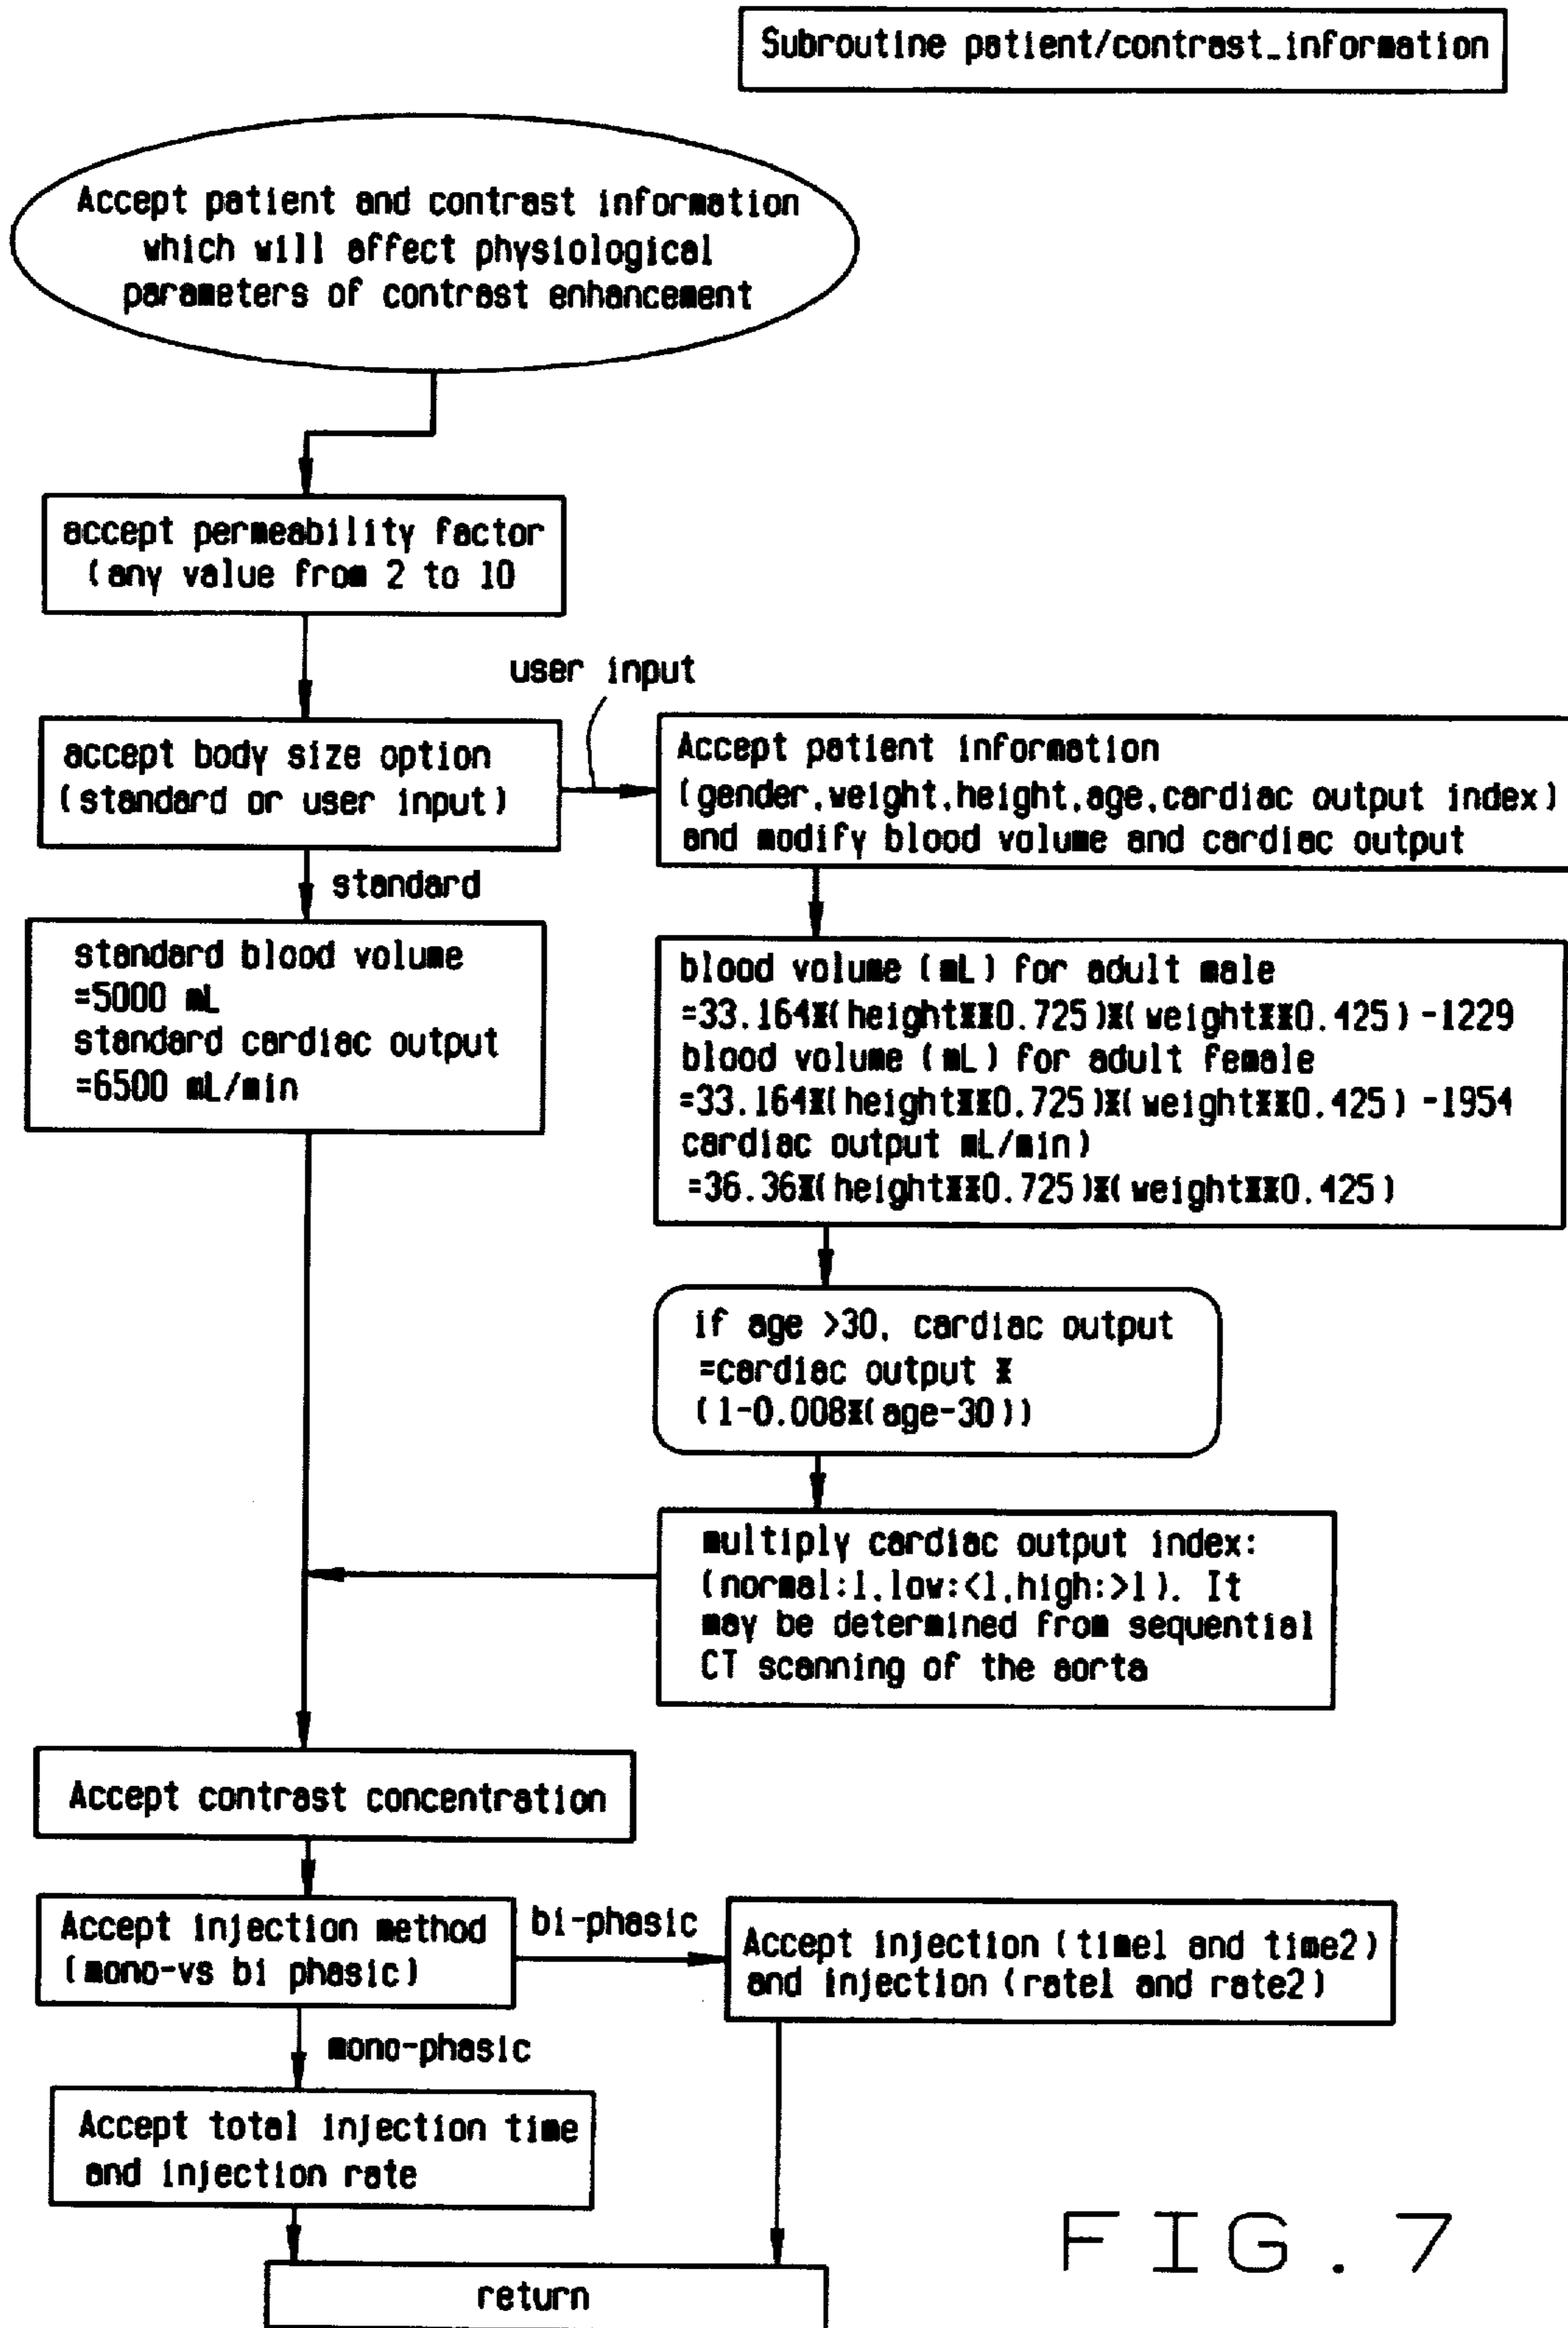 Subroutine patient/contrast_information
Accept patient and contrast information
which will affect physiological
parameters of contrast enhancement
accept permeability factor
(any value from 2 to 10
user input
accept body size option
(standard or user input)
Accept patient information
(gender,weight,height,age,cardiac output index)
and modify blood volume and cardiac output
standard
standard blood volume
=5000 mL
standard cardiac output
=6500 mL/min
blood volume (mL) for adult male
=33.164*(height**0.725)*(weight**0.425)-1229
blood volume (mL) for adult female
=33.164*(height**0.725)*(weight**0.425)-1954
cardiac output mL/min)
=36.36*(height**0.725)*(weight**0.425)
if age >30, cardiac output
=cardiac output *
(1-0.008*(age-30))
multiply cardiac output index:
(normal:1,low:<1,high:>1). It
may be determined from sequential
CT scanning of the aorta
Accept contrast concentration
Accept injection method
(mono-vs bi phasic)
bi-phasic
Accept injection (time1 and time2)
and injection (rate1 and rate2)
mono-phasic
Accept total injection time
and injection rate
return
FIG. 7